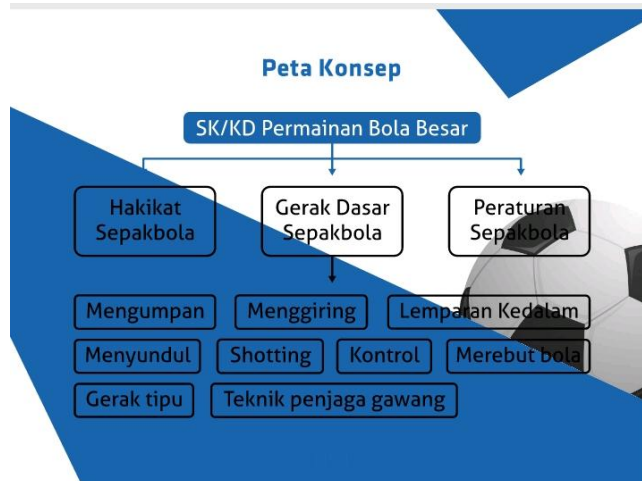 Peta Konsep
SK/KD Permainan Bola Besar
Hakikat
Sepakbola
Gerak Dasar
Sepakbola
Peraturan
Sepakbola
Mengumpan
Menggiring
Lemparan Kedalam
Menyundul
Shotting
Kontrol
Merebut bola
Gerak tipu
Teknik penjaga gawang